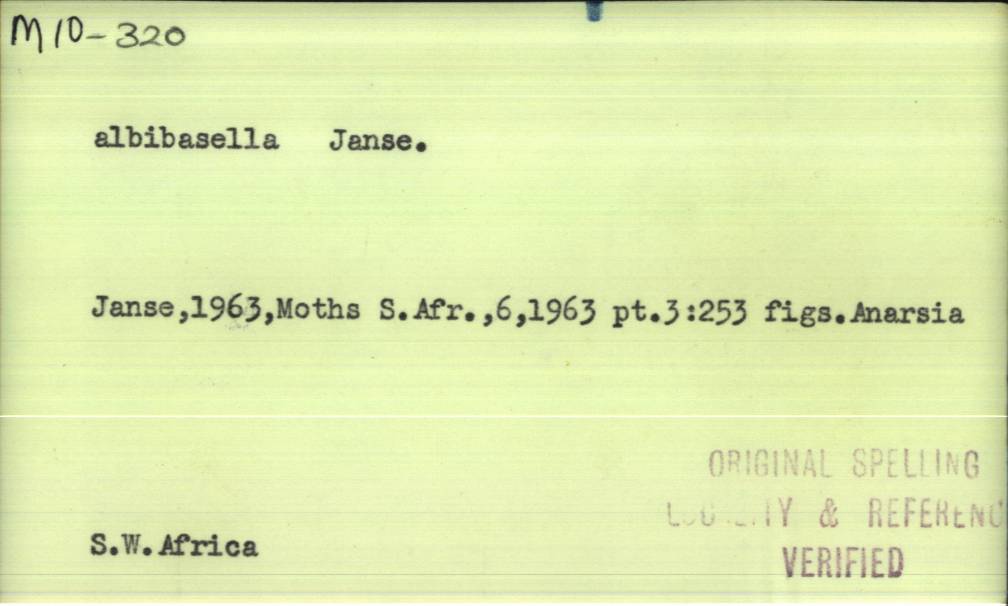 M10-320
albibasella Janse.
Janse,1963,Moths S.Afr.,6,1963 pt.3:253 figs.Anarsia
ORIGINAL SPELLING
& REFERENC
S.W.Africa
VERIFIED